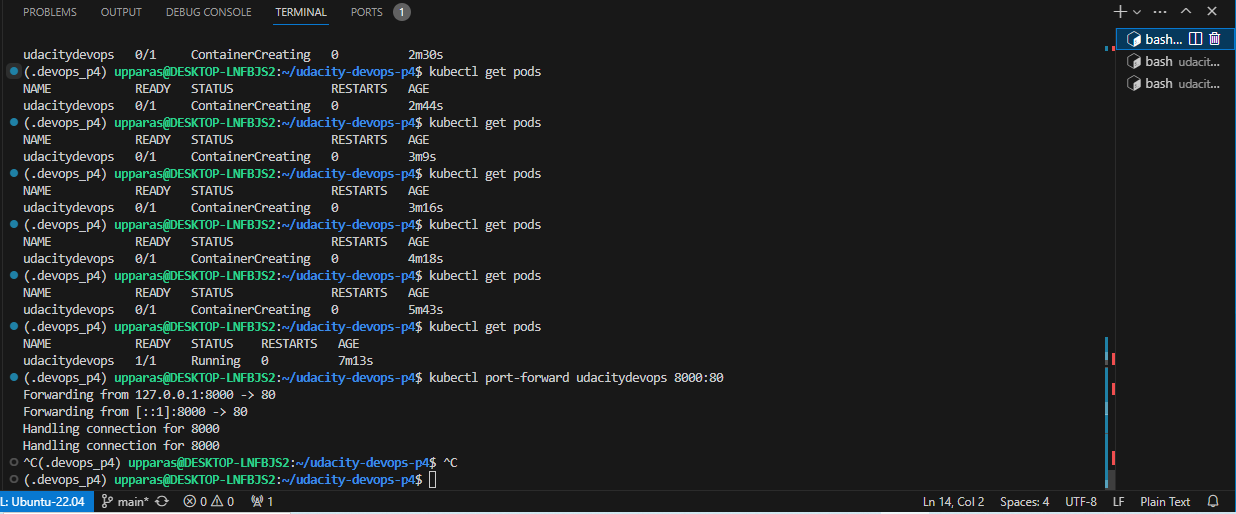 PROBLEMS OUTPUT DEBUG CONSOLE TERMINAL PORTS 1
udacitydevops 0/1 ContainerCreating 0 2m30s
(.devops_p4) upparas@DESKTOP-LNFBJS2:~/udacity-devops-p4$ kubectl get pods
NAME READY STATUS RESTARTS AGE
udacitydevops 0/1 ContainerCreating 0 2m44s
(.devops_p4) upparas@DESKTOP-LNFBJS2:~/udacity-devops-p4$ kubectl get pods
NAME READY STATUS RESTARTS AGE
udacitydevops 0/1 ContainerCreating 0 3m9s
(.devops_p4) upparas@DESKTOP-LNFBJS2:~/udacity-devops-p4$ kubectl get pods
NAME READY STATUS RESTARTS AGE
udacitydevops 0/1 ContainerCreating 0 3m16s
(.devops_p4) upparas@DESKTOP-LNFBJS2:~/udacity-devops-p4$ kubectl get pods
NAME READY STATUS RESTARTS AGE
udacitydevops 0/1 ContainerCreating 0 4m18s
(.devops_p4) upparas@DESKTOP-LNFBJS2:~/udacity-devops-p4$ kubectl get pods
NAME READY STATUS RESTARTS AGE
udacitydevops 0/1 ContainerCreating 0 5m43s
(.devops_p4) upparas@DESKTOP-LNFBJS2:~/udacity-devops-p4$ kubectl get pods
NAME READY STATUS RESTARTS AGE
udacitydevops 1/1 Running 0 7m13s
(.devops_p4) upparas@DESKTOP-LNFBJS2:~/udacity-devops-p4$ kubectl port-forward udacitydevops 8000:80
Forwarding from 127.0.0.1:8000 -> 80
Forwarding from [::1]:8000 -> 80
Handling connection for 8000
Handling connection for 8000
^C(.devops_p4) upparas@DESKTOP-LNFBJS2:~/udacity-devops-p4$ ^C
(.devops_p4) upparas@DESKTOP-LNFBJS2:~/udacity-devops-p4$
bash...
bash udacit...
bash udacit...
L: Ubuntu-22.04 main* 0 0 1 Ln 14, Col 2 Spaces: 4 UTF-8 LF Plain Text